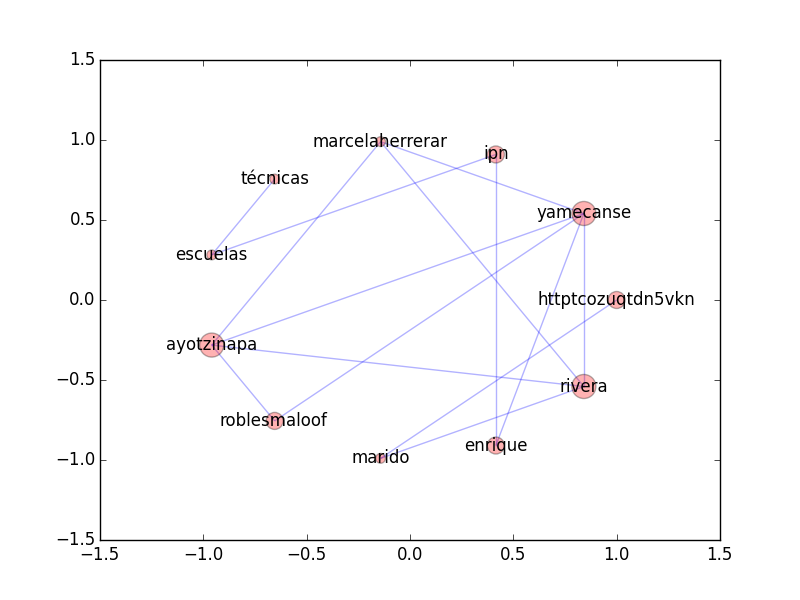 1.5
marcelaherrerar
1.0
ipn
técnicas
0.5
yamecanse
escuelas
0.0
httptcozuqtdn5vkn
ayotzinapa
−0.5
rivera
roblesmaloof
enrique
−1.0
marido
−1.5
−1.5 −1.0 −0.5 0.0 0.5 1.0 1.5